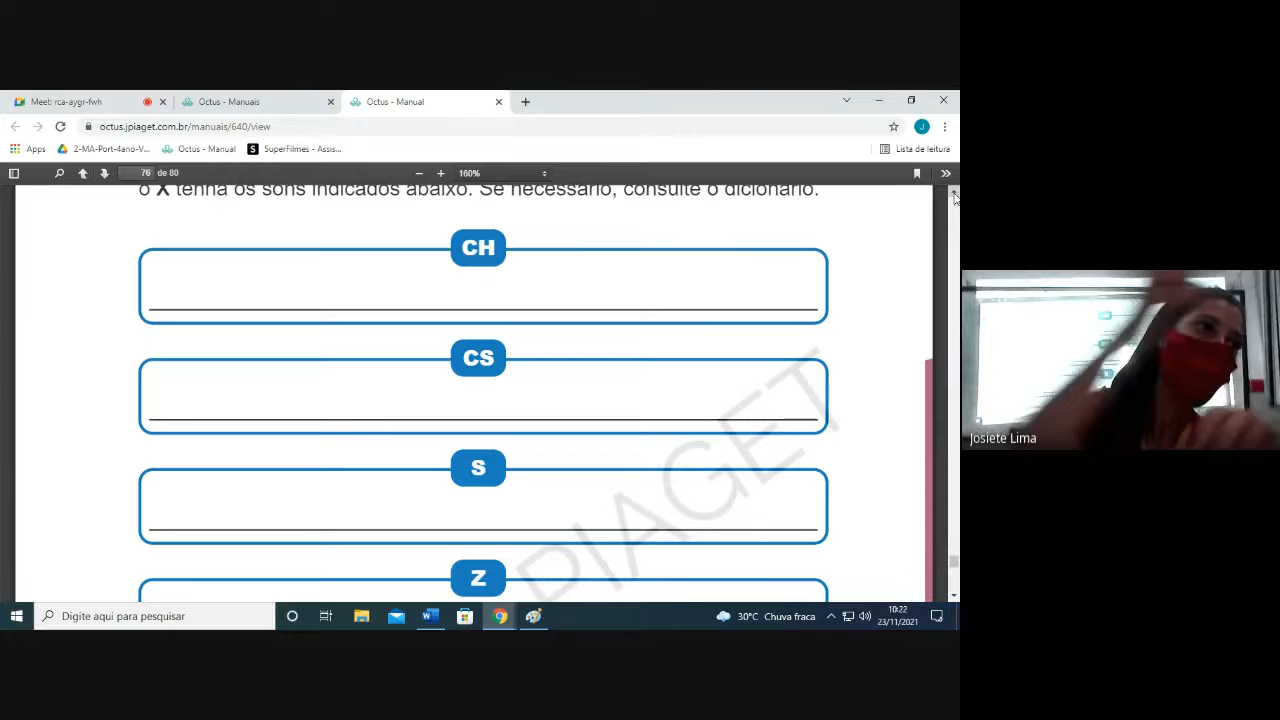 Meet: rca-aygr-fwh
Octus - Manuais
Octus - Manual
octus.jpiaget.com.br/manuais/640/view
Apps
2-MA-Port-4ano-V...
Octus - Manual
S
SuperFilmes - Assis...
Lista de leitura
J
76 de 80
160%
o X tenha os sons indicados abaixo. Se necessário, consulte o dicionário.
CH
CS
S
Z
PIAGET
Josiete Lima
Digite aqui para pesquisar
30°C Chuva fraca
10:22
23/11/2021